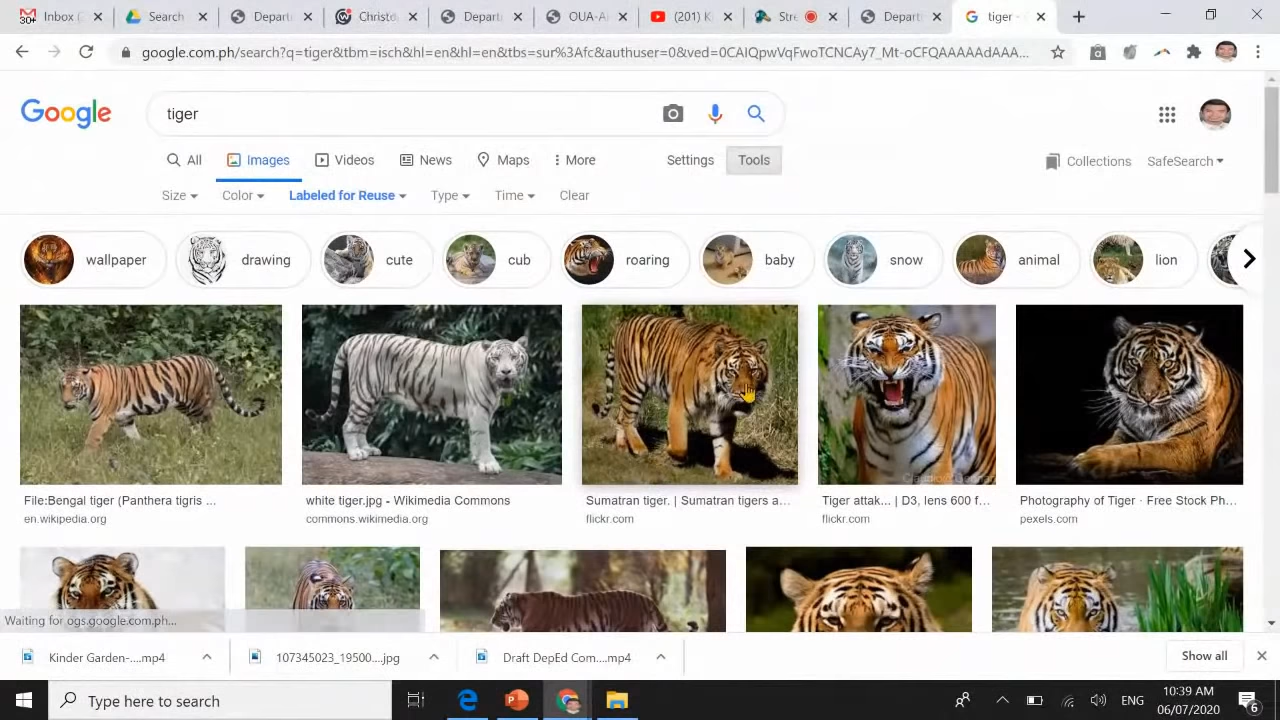 30+
Inbox (
Search
Depart
Christo
Depart
OUA-A
(201) K
Stre
Depart
tiger -
google.com.ph/search?q=tiger&tbm=isch&hl=en&hl=en&tbs=sur%3Afc&authuser=0&ved=0CAIQpwVqFwoTCNCAy7_Mt-oCFQAAAAAdAAA...
Google
tiger
All
Images
Videos
News
Maps
More
Settings
Tools
Collections
SafeSearch
Size
Color
Labeled for Reuse
Type
Time
Clear
wallpaper
drawing
cute
cub
roaring
baby
snow
animal
lion
File:Bengal tiger (Panthera tigris ...
en.wikipedia.org
white tiger.jpg - Wikimedia Commons
commons.wikimedia.org
Sumatran tiger. | Sumatran tigers a...
flickr.com
Tiger attak... | D3, lens 600 f...
flickr.com
Photography of Tiger · Free Stock Ph...
pexels.com
Waiting for ogs.google.com.ph...
Kinder Garden-....mp4
107345023_19500....jpg
Draft DepEd Com....mp4
Show all
Type here to search
ENG
10:39 AM
06/07/2020
6